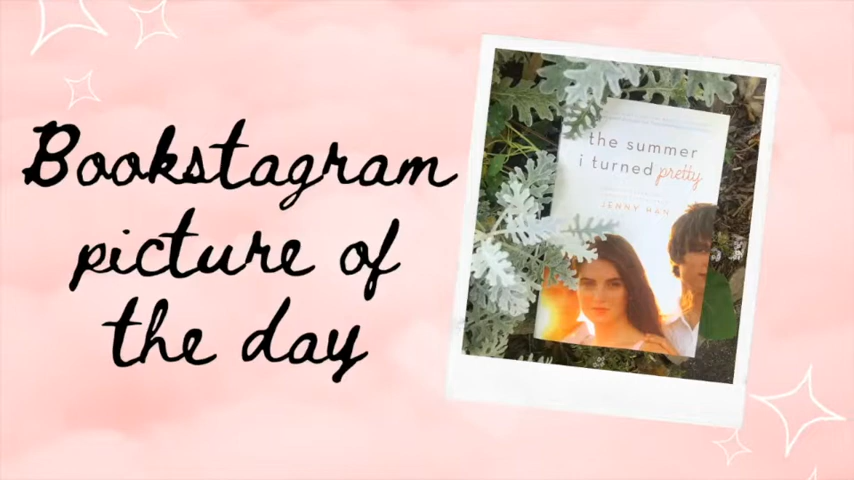 Bookstagram
picture of
the day
the summer
i turned pretty
JENNY HAN